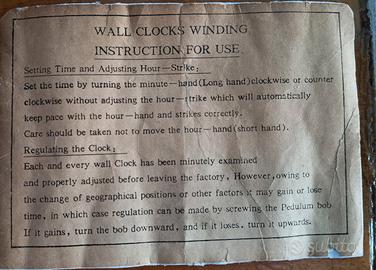 WALL CLOCKS WINDING
INSTRUCTION FOR USE
Setting Time and Adjusting Hour—Strike:
Set the time by turning the minute—hand(Long hand)clockwise or counter
clockwise without adjusting the hour—strike which will automatically
keep pace with the hour—hand and strikes correctly.
Care should be taken not to move the hour—hand(short hand).
Regulating the Clock:
Each and every wall Clock has been minutely examined
and properly adjusted before leaving the factory, However,owing to
the change of geographical positions or other factors it may gain or lose
time, in which case regulation can be made by screwing the Pedulum bob
If it gains, turn the bob downward, and if it loses, turn it upwards.
subito